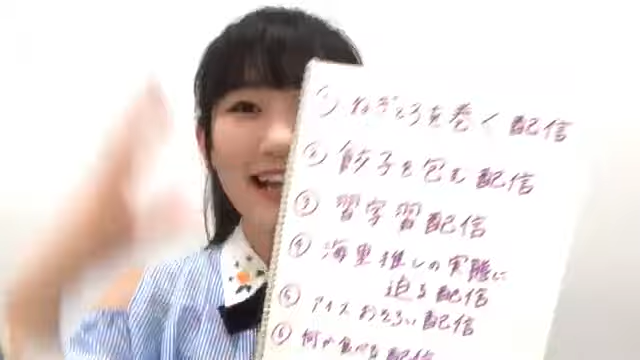 ① ねぎとろを巻く配信
② 餃子を包む配信
③ 習字習配信
④ 海里推しの実態に
迫る配信
⑤ アイスおそろい配信
⑥ 何か食べる配信